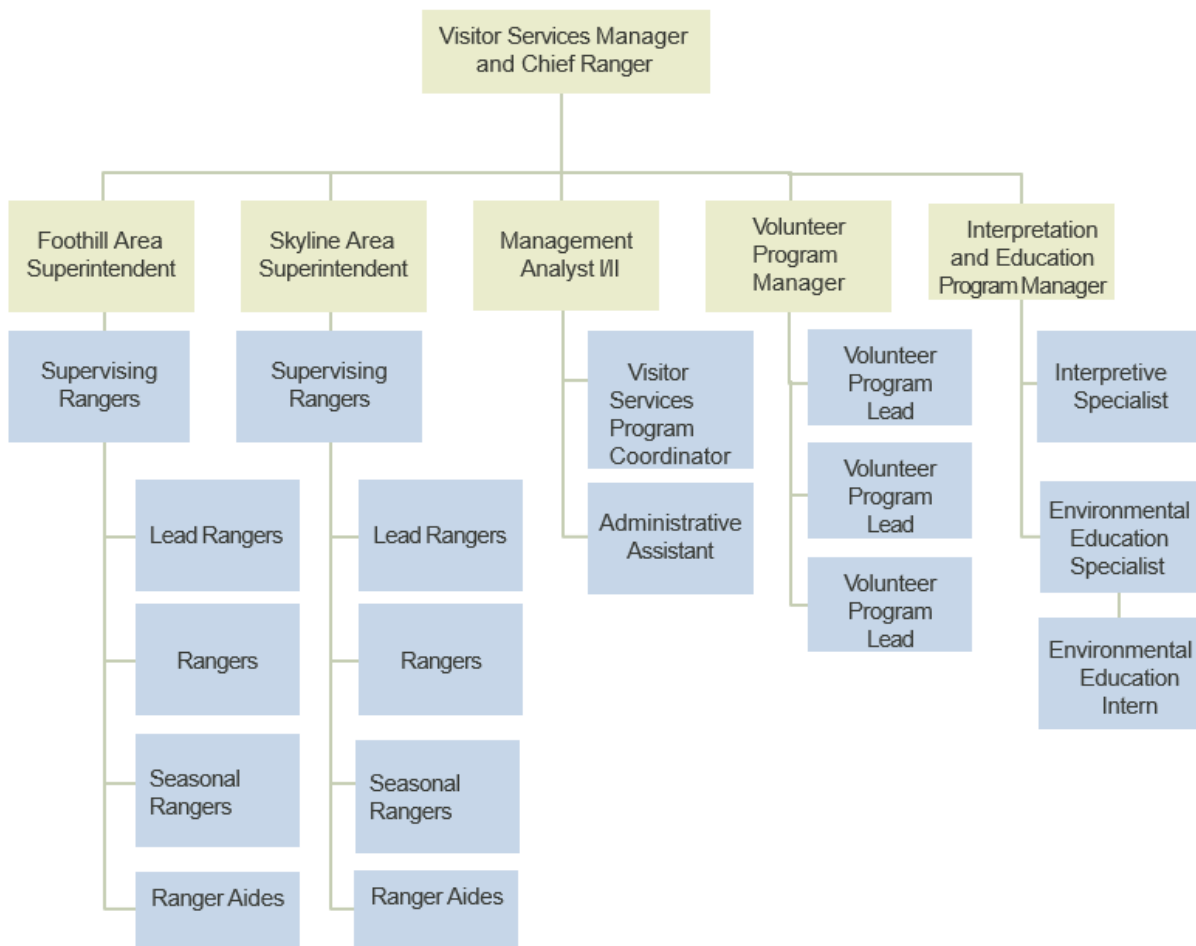 Visitor Services Manager
and Chief Ranger
Foothill Area
Superintendent
Skyline Area
Superintendent
Management
Analyst I/II
Volunteer
Program
Manager
Interpretation
and Education
Program Manager
Supervising
Rangers
Lead Rangers
Rangers
Seasonal
Rangers
Ranger Aides
Supervising
Rangers
Lead Rangers
Rangers
Seasonal
Rangers
Ranger Aides
Visitor
Services
Program
Coordinator
Administrative
Assistant
Volunteer
Program
Lead
Volunteer
Program
Lead
Volunteer
Program
Lead
Interpretive
Specialist
Environmental
Education
Specialist
Environmental
Education
Intern